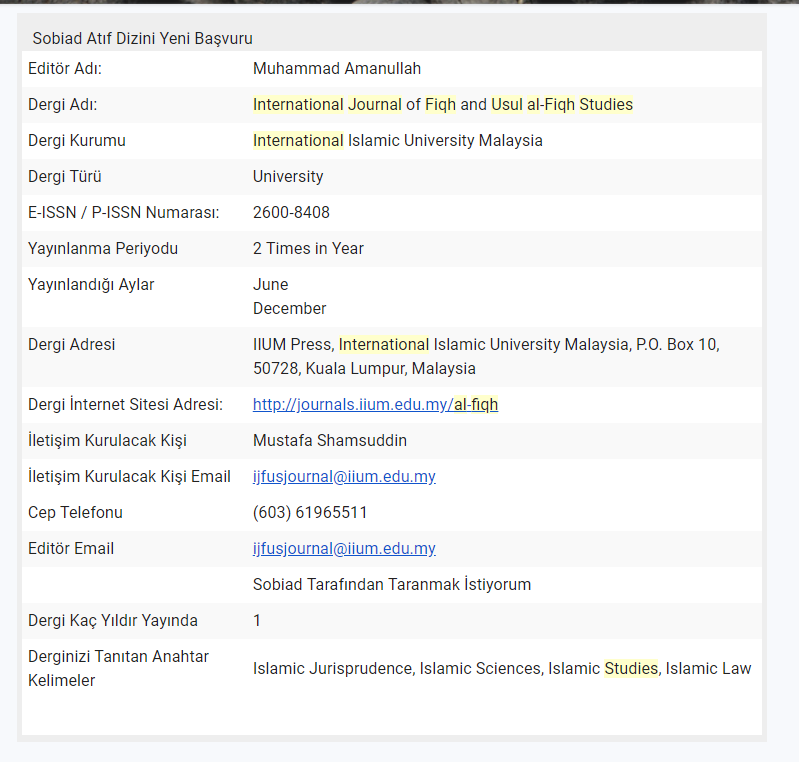 Sobiad Atıf Dizini Yeni Başvuru
Editör Adı: Muhammad Amanullah
Dergi Adı: International Journal of Fiqh and Usul al-Fiqh Studies
Dergi Kurumu International Islamic University Malaysia
Dergi Türü University
E-ISSN / P-ISSN Numarası: 2600-8408
Yayınlanma Periyodu 2 Times in Year
Yayınlandığı Aylar June
December
Dergi Adresi IIUM Press, International Islamic University Malaysia, P.O. Box 10,
50728, Kuala Lumpur, Malaysia
Dergi İnternet Sitesi Adresi: http://journals.iium.edu.my/al-fiqh
İletişim Kurulacak Kişi Mustafa Shamsuddin
İletişim Kurulacak Kişi Email ijfusjournal@iium.edu.my
Cep Telefonu (603) 61965511
Editör Email ijfusjournal@iium.edu.my
Sobiad Tarafından Taranmak İstiyorum
Dergi Kaç Yıldır Yayında 1
Derginizi Tanıtan Anahtar
Kelimeler
Islamic Jurisprudence, Islamic Sciences, Islamic Studies, Islamic Law